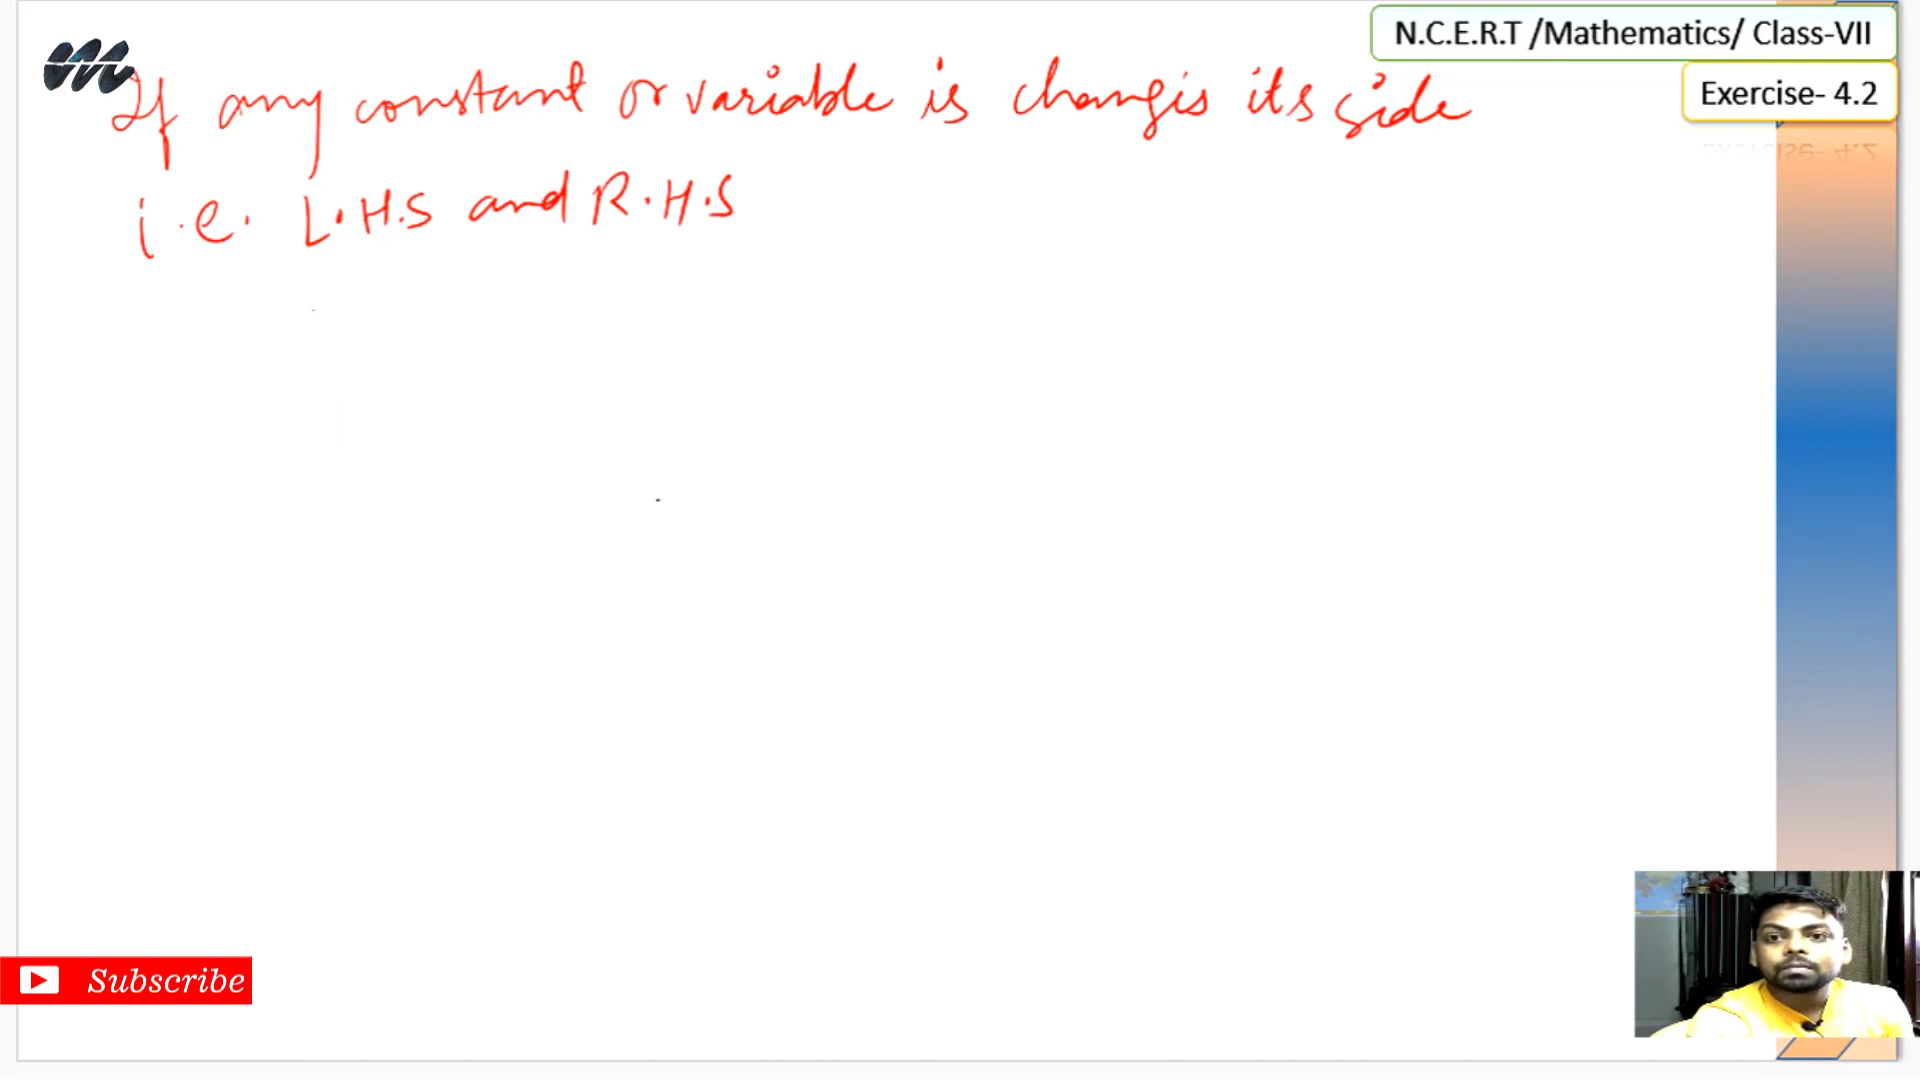 N.C.E.R.T /Mathematics/ Class-VII
Exercise- 4.2
If any constant or variable is changis its side
i.e. L.H.S and R.H.S
Subscribe